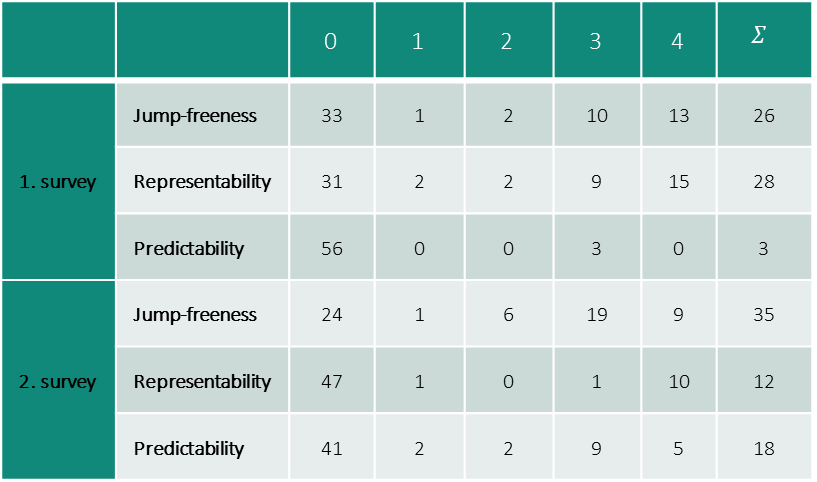 0 1 2 3 4 Σ
Jump-freeness 33 1 2 10 13 26
1. survey Representability 31 2 2 9 15 28
Predictability 56 0 0 3 0 3
Jump-freeness 24 1 6 19 9 35
2. survey Representability 47 1 0 1 10 12
Predictability 41 2 2 9 5 18